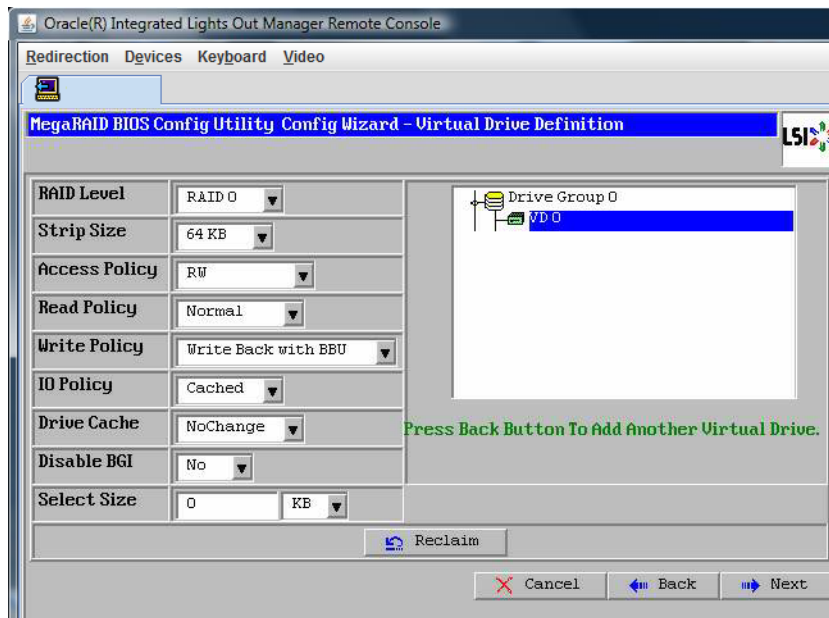 Oracle(R) Integrated Lights Out Manager Remote Console
Redirection Devices Keyboard Video
MegaRAID BIOS Config Utility Config Wizard - Virtual Drive Definition
LSI
RAID Level RAID 0
Strip Size 64 KB
Access Policy RW
Read Policy Normal
Write Policy Write Back with BBU
IO Policy Cached
Drive Cache NoChange
Disable BGI No
Select Size 0 KB
Drive Group 0
VD 0
Press Back Button To Add Another Virtual Drive.
Reclaim
Cancel Back Next